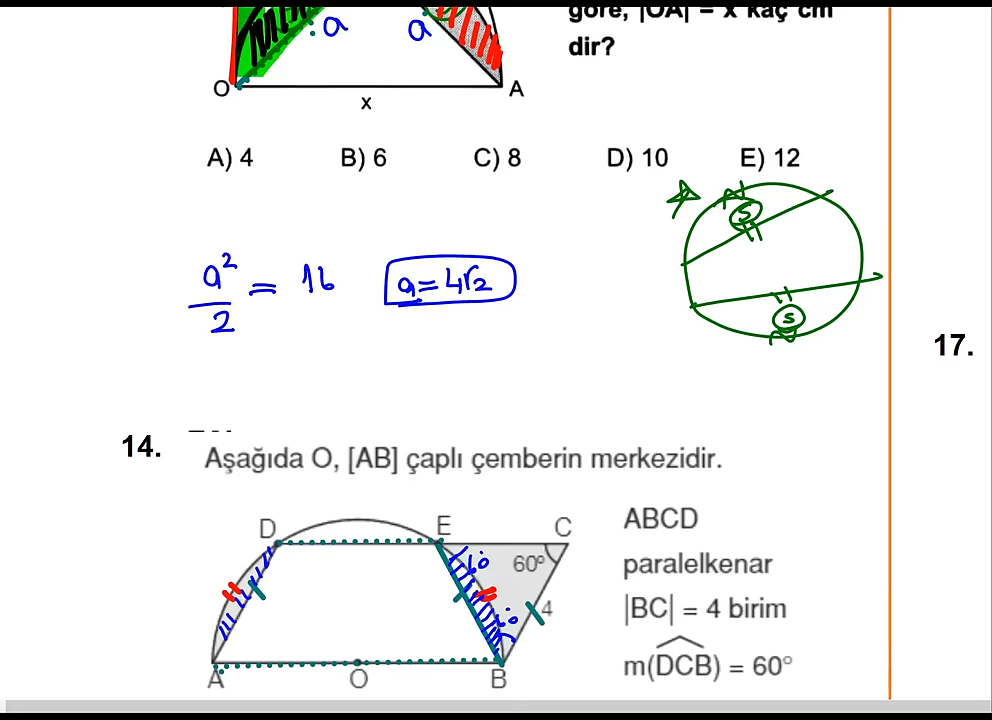 göre, |OA| = x kaç cm
dir?
a
a
O
A
x
A) 4 B) 6 C) 8 D) 10 E) 12
S
S
a²/2 = 16 a=4√2
17.
14.
Aşağıda O, [AB] çaplı çemberin merkezidir.
D E C
60°
4
A O B
ABCD
paralelkenar
|BC| = 4 birim
m(DCB) = 60°